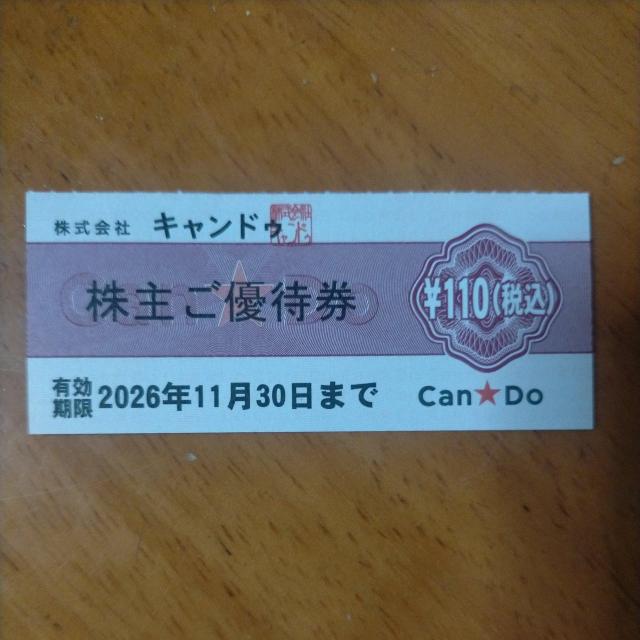 株式会社 キャンドゥ
株主ご優待券
¥110(税込)
有効期限 2026年11月30日まで
Can★Do